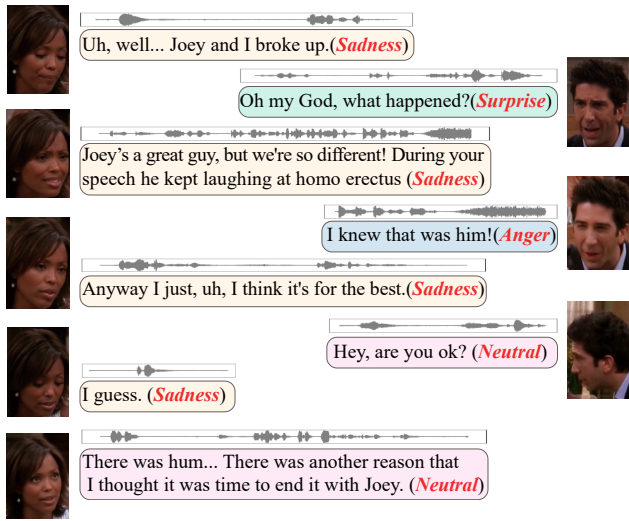 Uh, well... Joey and I broke up.(Sadness)
Oh my God, what happened?(Surprise)
Joey's a great guy, but we're so different! During your
speech he kept laughing at homo erectus (Sadness)
I knew that was him!(Anger)
Anyway I just, uh, I think it's for the best.(Sadness)
Hey, are you ok? (Neutral)
I guess. (Sadness)
There was hum... There was another reason that
I thought it was time to end it with Joey. (Neutral)